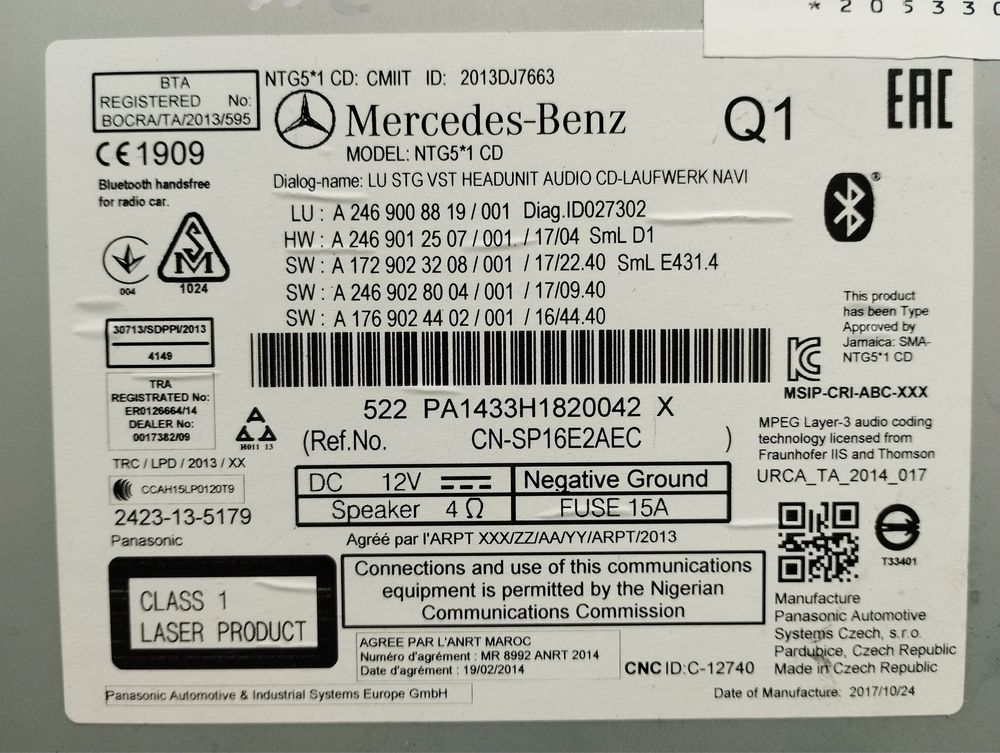 * 2 0 5 3 3 0
BTA
REGISTERED No:
BOCRA/TA/2013/595
NTG5*1 CD: CMIIT ID: 2013DJ7663
Mercedes-Benz
MODEL: NTG5*1 CD
Q1
EAC
CE1909
Bluetooth handsfree
for radio car.
Dialog-name: LU STG VST HEADUNIT AUDIO CD-LAUFWERK NAVI
LU : A 246 900 88 19 / 001 Diag.ID027302
HW : A 246 901 25 07 / 001 / 17/04 SmL D1
SW : A 172 902 32 08 / 001 / 17/22.40 SmL E431.4
SW : A 246 902 80 04 / 001 / 17/09.40
SW : A 176 902 44 02 / 001 / 16/44.40
004
SM
1024
30713/SDPPI/2013
4149
TRA
REGISTRATED No:
ER0126664/14
DEALER No:
0017382/09
H011 13
TRC / LPD / 2013 / XX
CCAH15LP0120T9
2423-13-5179
Panasonic
522 PA1433H1820042 X
(Ref.No. CN-SP16E2AEC )
DC 12V Negative Ground
Speaker 4 Ω FUSE 15A
This product
has been Type
Approved by
Jamaica: SMA-
NTG5*1 CD
MSIP-CRI-ABC-XXX
MPEG Layer-3 audio coding
technology licensed from
Fraunhofer IIS and Thomson
URCA_TA_2014_017
Agréé par l'ARPT XXX/ZZ/AA/YY/ARPT/2013
Connections and use of this communications
equipment is permitted by the Nigerian
Communications Commission
T33401
CLASS 1
LASER PRODUCT
AGREE PAR L'ANRT MAROC
Numéro d'agrément : MR 8992 ANRT 2014
Date d'agrément : 19/02/2014
CNC ID:C-12740
Manufacture
Panasonic Automotive
Systems Czech, s.r.o.
Pardubice, Czech Republic
Made in Czech Republic
Panasonic Automotive & Industrial Systems Europe GmbH
Date of Manufacture: 2017/10/24